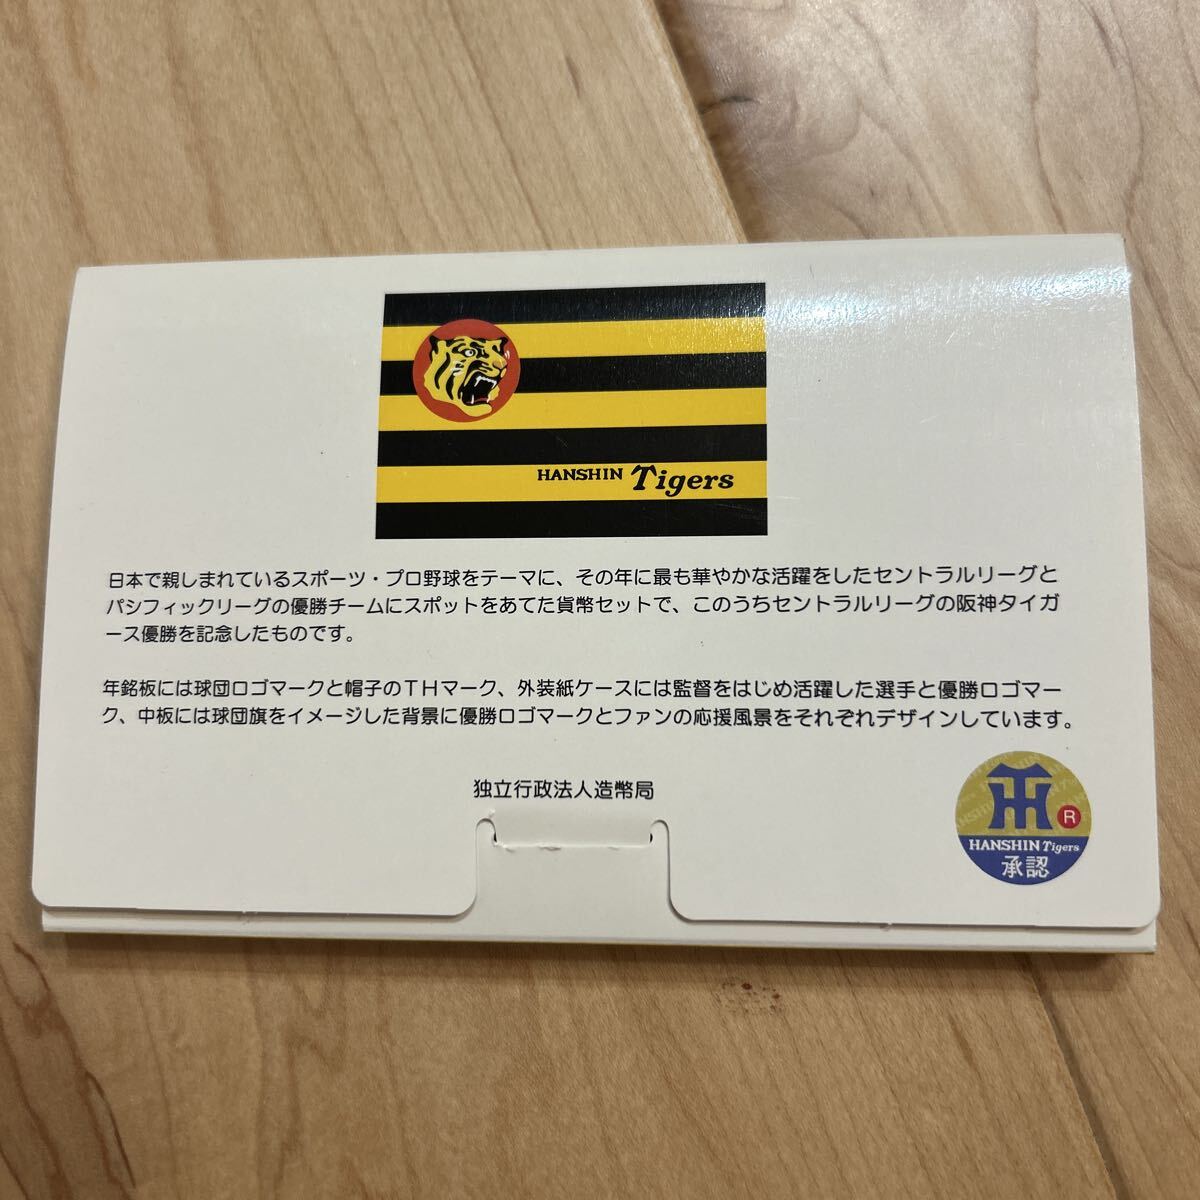 HANSHIN Tigers
日本で親しまれているスポーツ・プロ野球をテーマに、その年に最も華やかな活躍をしたセントラルリーグと
パシフィックリーグの優勝チームにスポットをあてた貨幣セットで、このうちセントラルリーグの阪神タイガ
ース優勝を記念したものです。
年銘板には球団ロゴマークと帽子のTHマーク、外装紙ケースには監督をはじめ活躍した選手と優勝ロゴマー
ク、中板には球団旗をイメージした背景に優勝ロゴマークとファンの応援風景をそれぞれデザインしています。
独立行政法人造幣局
TH
R
HANSHIN Tigers
承認